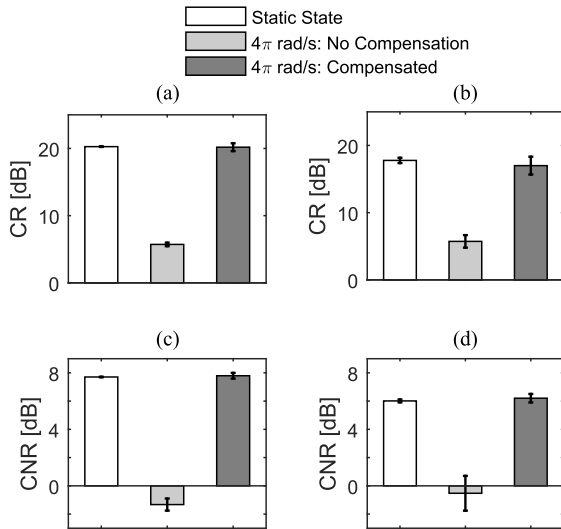 Static State
4π rad/s: No Compensation
4π rad/s: Compensated
(a)
(b)
CR [dB]
20
10
0
CR [dB]
20
10
0
(c)
(d)
CNR [dB]
8
4
0
CNR [dB]
8
4
0